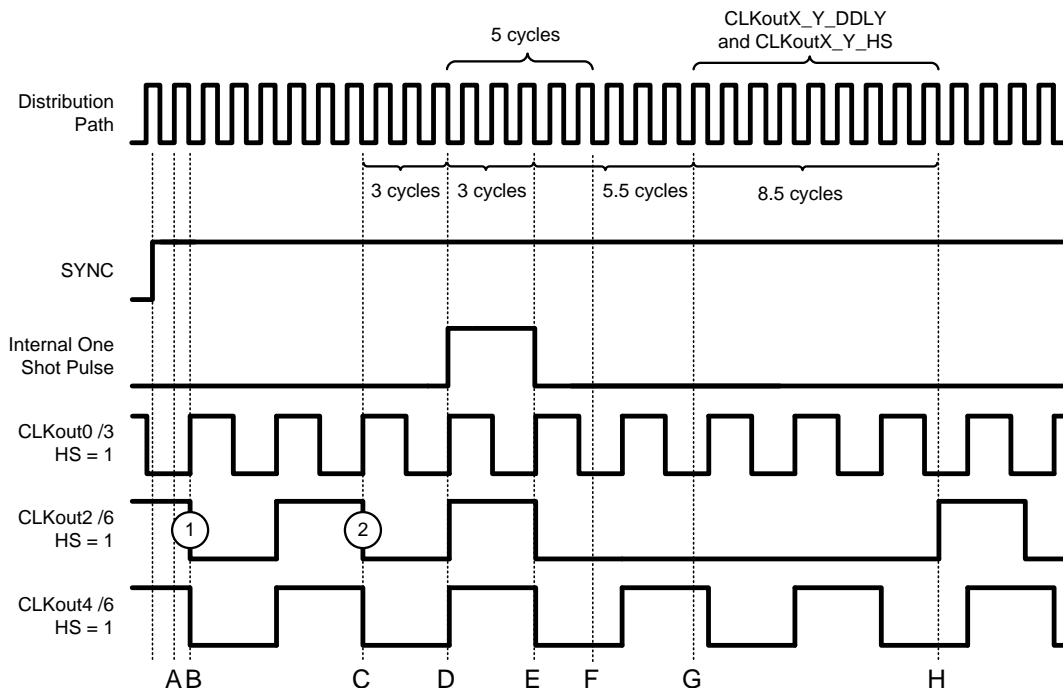 CLKoutX_Y_DDLY
and CLKoutX_Y_HS
5 cycles
Distribution
Path
3 cycles
3 cycles
5.5 cycles
8.5 cycles
SYNC
Internal One
Shot Pulse
CLKout0 /3
HS = 1
CLKout2 /6
HS = 1
1
2
CLKout4 /6
HS = 1
A B C D E F G H